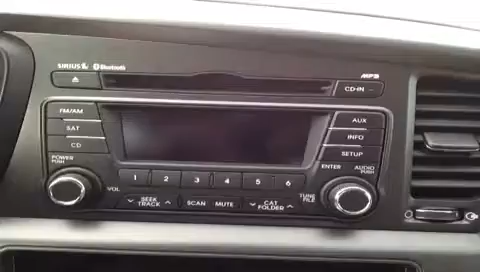 SIRIUS Bluetooth MP3
CD-IN
FM/AM AUX
SAT INFO
CD SETUP
POWER PUSH ENTER AUDIO PUSH
1 2 3 4 5 6
VOL SEEK TRACK SCAN MUTE CAT FOLDER TUNE FILE